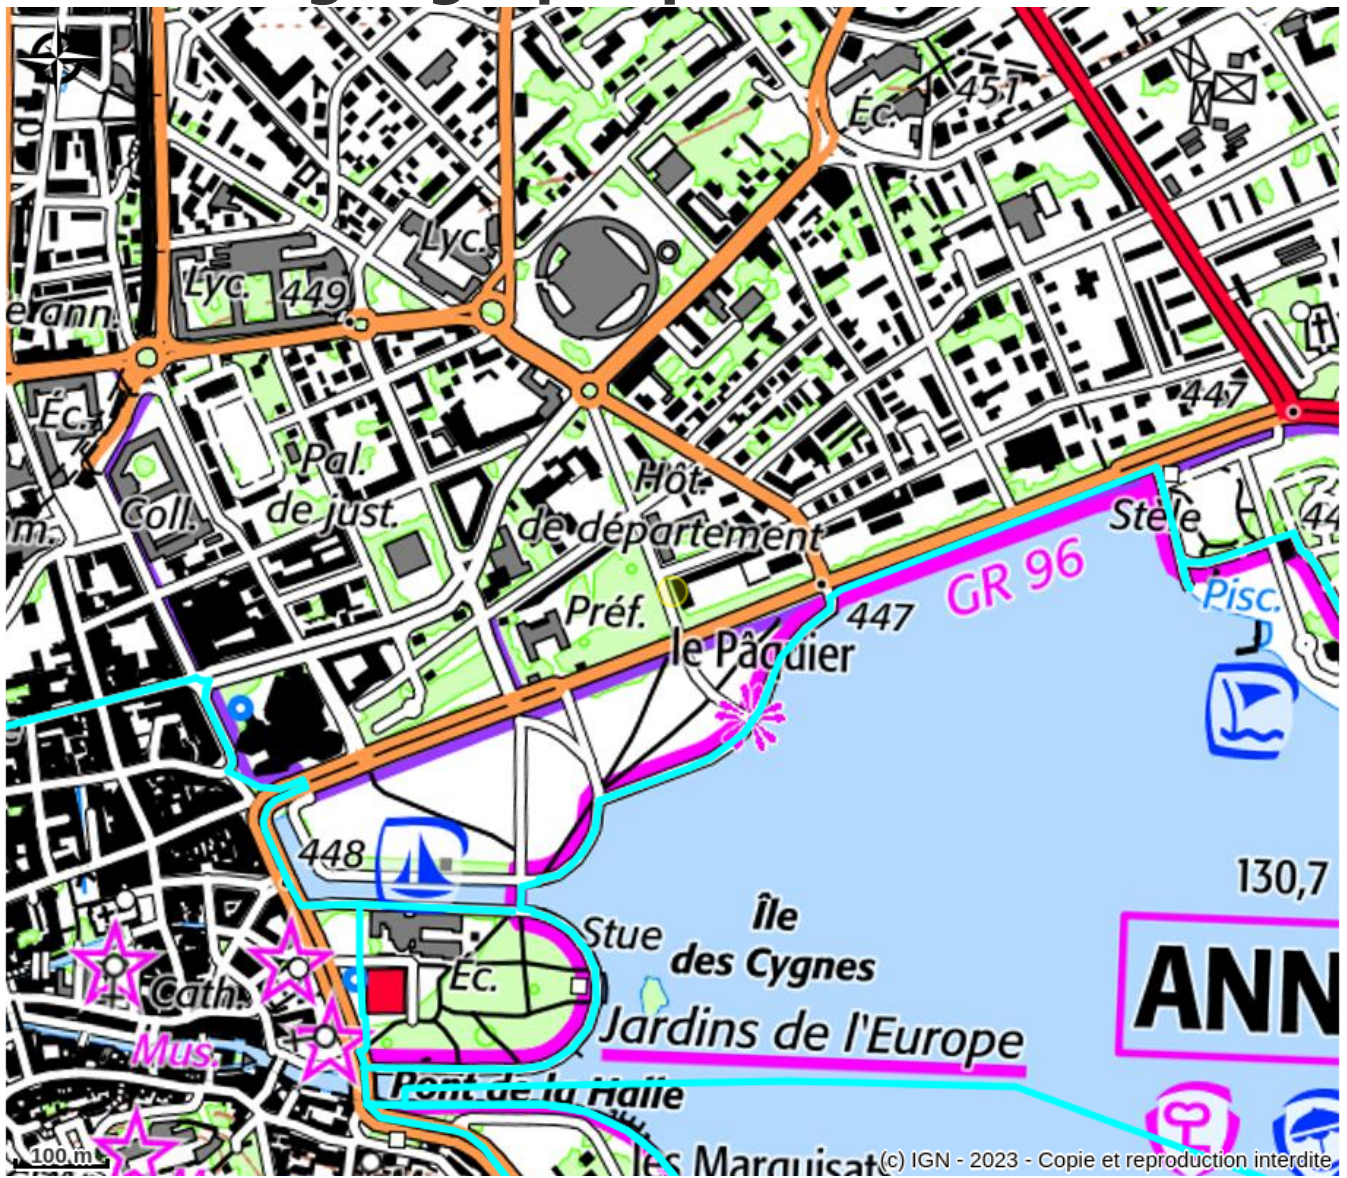 451
Éc.
Lyc.
Lyc.
449
e ann.
447
Éc.
Pal.
de just.
Hôt.
de département
Coll.
m.
Stèle
44
GR 96
Pisc.
Préf.
447
le Pâquier
448
130,7
Île
des Cygnes
Stue
Éc.
Cath.
ANN
Jardins de l'Europe
Mus.
Pont de la Halle
les Marquisat
100 m
(c) IGN - 2023 - Copie et reproduction interdite